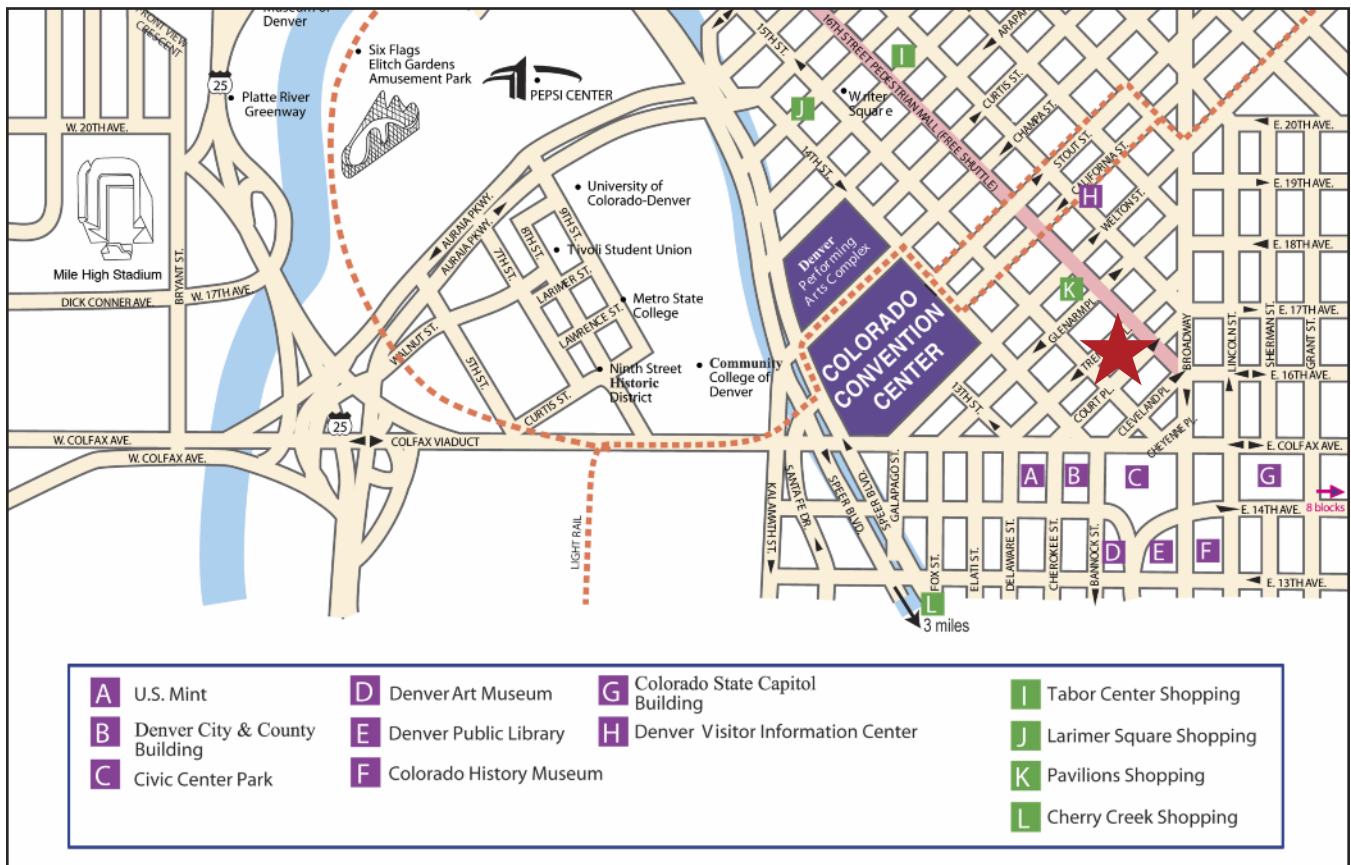 FRONT VIEW
CRESCENT
Museum of
Denver
25
Platte River
Greenway
Six Flags
Elitch Gardens
Amusement Park
PEPSI CENTER
W. 20TH AVE.
Mile High Stadium
BRYANT ST.
DICK CONNER AVE.
W. 17TH AVE.
AURAIA PKWY.
AURAIA PKWY.
University of
Colorado-Denver
9TH ST.
8TH ST.
7TH ST.
Tivoli Student Union
LARIMER ST.
LAWRENCE ST.
Metro State
College
WALNUT ST.
5TH ST.
Ninth Street
Historic
District
CURTIS ST.
Community
College of
Denver
25
W. COLFAX AVE.
COLFAX VIADUCT
W. COLFAX AVE.
LIGHT RAIL
15TH ST.
16TH STREET PEDESTRIAN MALL (FREE SHUTTLE)
I
J
Writer
Square
14TH ST.
CURTIS ST.
CHAMPA ST.
STOUT ST.
CALIFORNIA ST.
H
WELTON ST.
Denver
Performing
Arts Complex
COLORADO
CONVENTION
CENTER
K
GLENARM PL.
13TH ST.
COURT PL.
CLEVELAND PL.
CHEYENNE PL.
BROADWAY
LINCOLN ST.
SHERMAN ST.
GRANT ST.
E. 20TH AVE.
E. 19TH AVE.
E. 18TH AVE.
E. 17TH AVE.
E. 16TH AVE.
E. COLFAX AVE.
A
B
C
G
8 blocks
E. 14TH AVE.
D
E
F
E. 13TH AVE.
KALAMATH ST.
SANTA FE DR.
SPEER BLVD.
SPEER BLVD.
GALAPAGO ST.
FOX ST.
ELATI ST.
DELAWARE ST.
CHEROKEE ST.
BANNOCK ST.
L
3 miles
A U.S. Mint
B Denver City & County
Building
C Civic Center Park
D Denver Art Museum
E Denver Public Library
F Colorado History Museum
G Colorado State Capitol
Building
H Denver Visitor Information Center
I Tabor Center Shopping
J Larimer Square Shopping
K Pavilions Shopping
L Cherry Creek Shopping